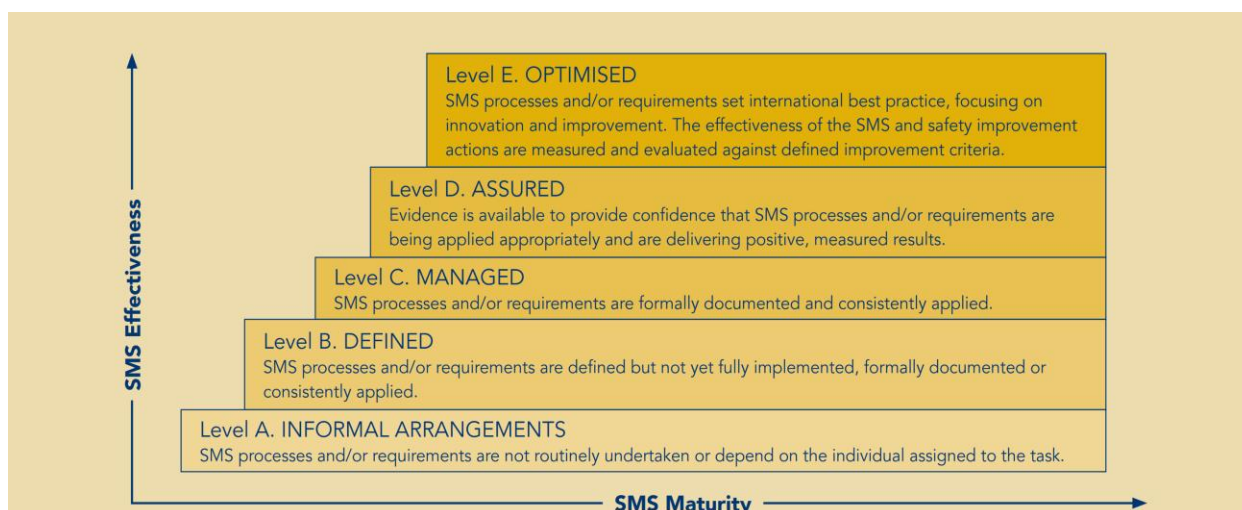 Level E. OPTIMISED
SMS processes and/or requirements set international best practice, focusing on
innovation and improvement. The effectiveness of the SMS and safety improvement
actions are measured and evaluated against defined improvement criteria.
Level D. ASSURED
Evidence is available to provide confidence that SMS processes and/or requirements are
being applied appropriately and are delivering positive, measured results.
Level C. MANAGED
SMS processes and/or requirements are formally documented and consistently applied.
Level B. DEFINED
SMS processes and/or requirements are defined but not yet fully implemented, formally documented or
consistently applied.
Level A. INFORMAL ARRANGEMENTS
SMS processes and/or requirements are not routinely undertaken or depend on the individual assigned to the task.
SMS Effectiveness
SMS Maturity